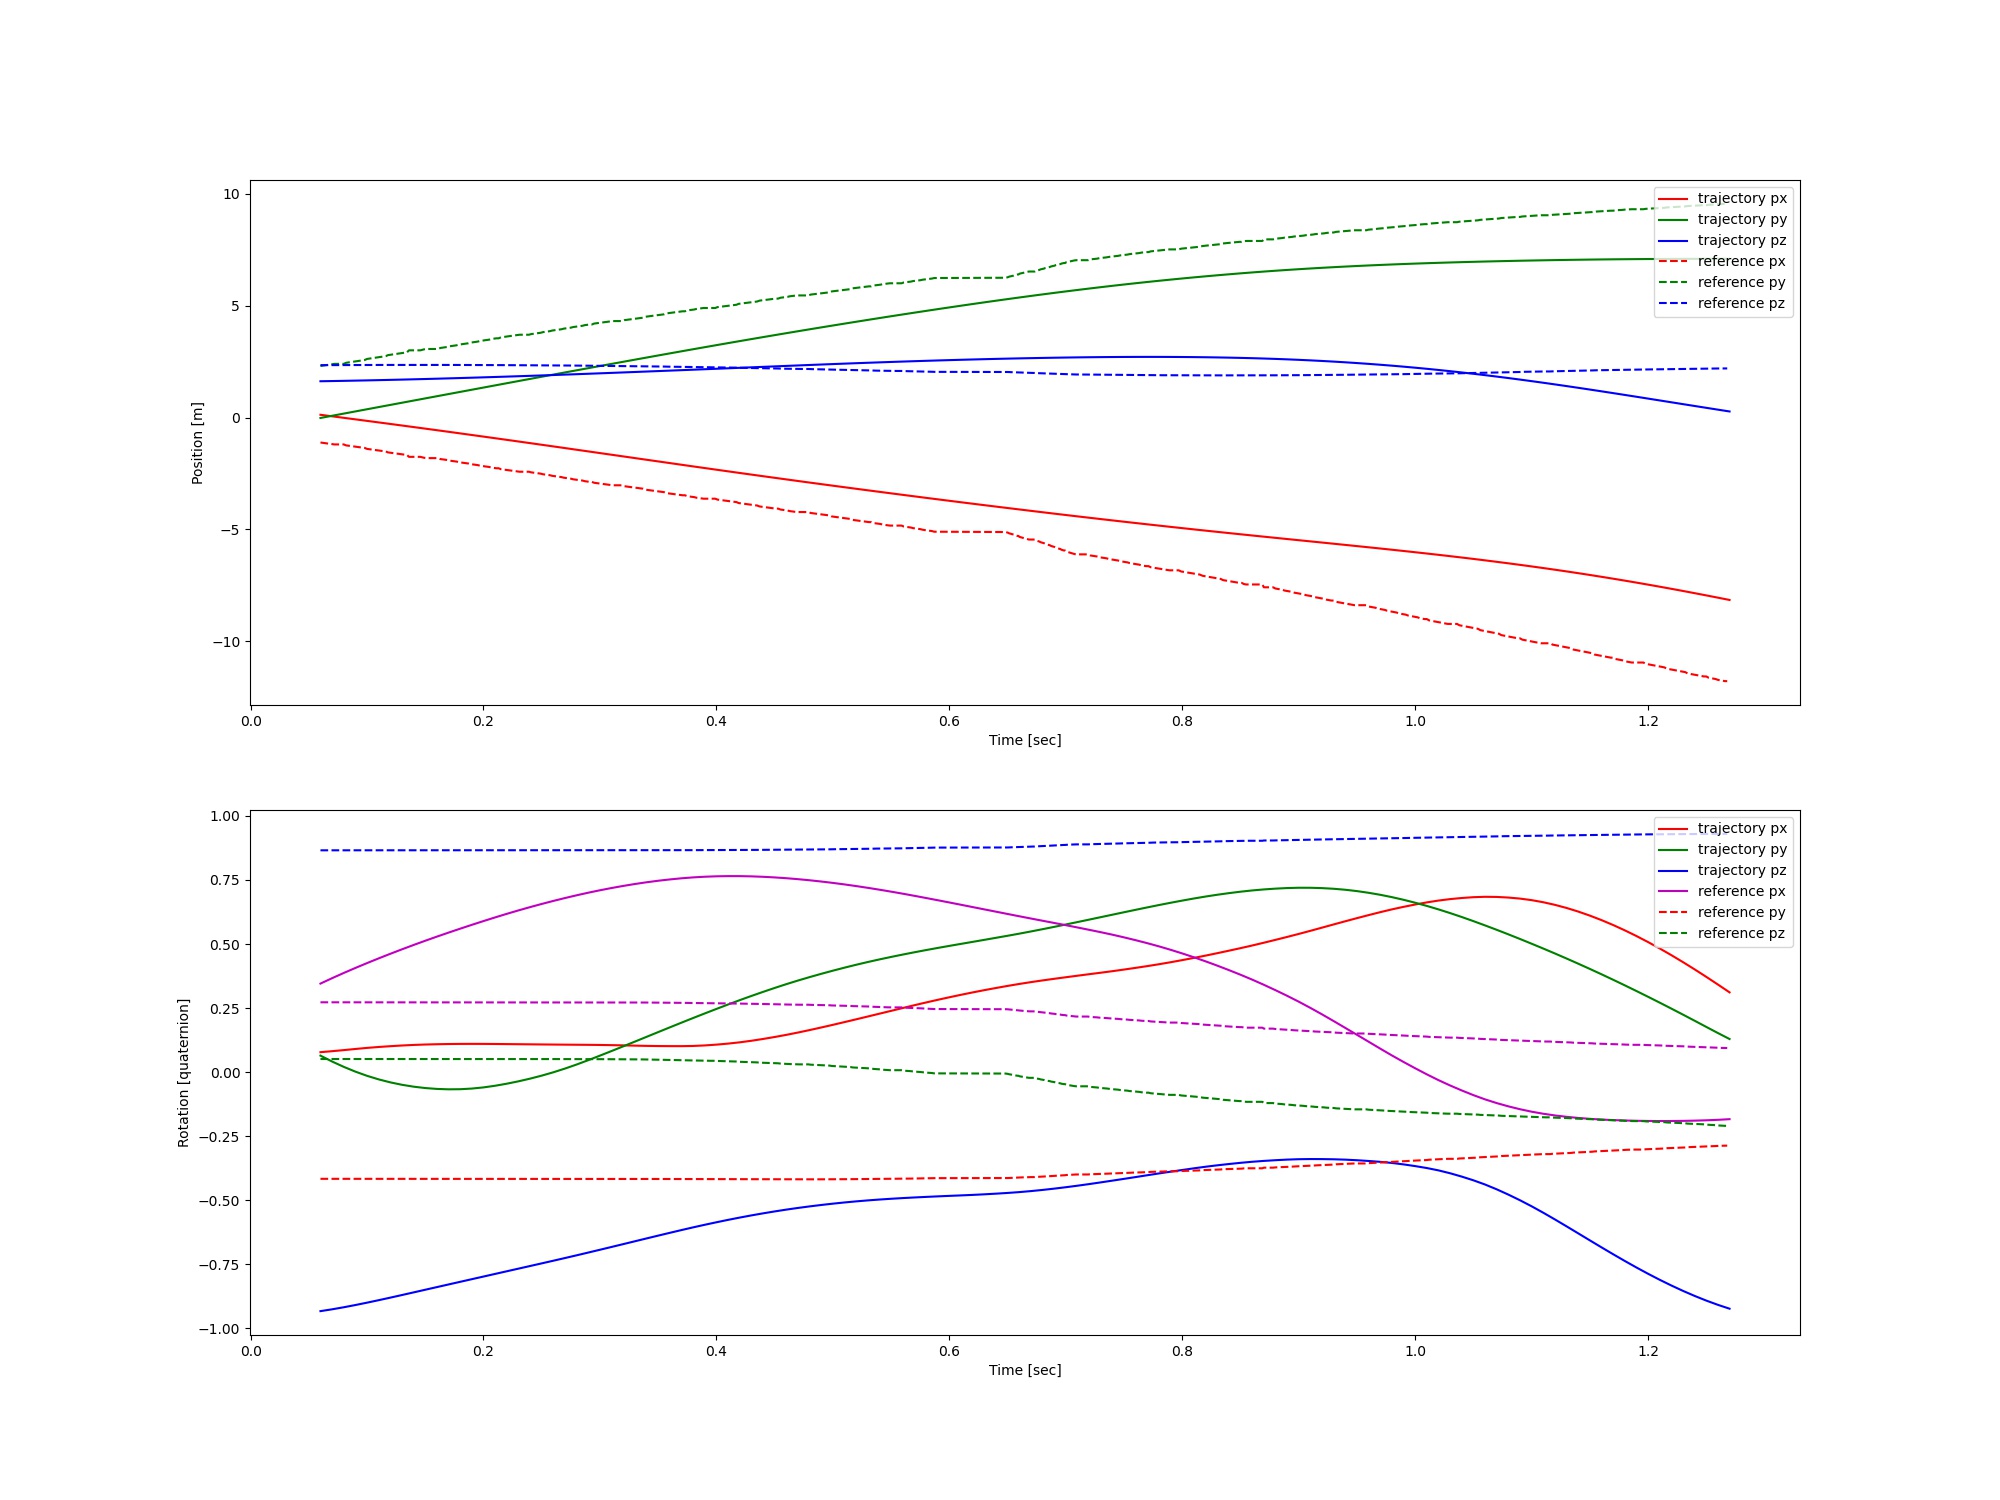 10
5
0
−5
−10
Position [m]
0.0 0.2 0.4 0.6 0.8 1.0 1.2
Time [sec]
trajectory px
trajectory py
trajectory pz
reference px
reference py
reference pz
1.00
0.75
0.50
0.25
0.00
−0.25
−0.50
−0.75
−1.00
Rotation [quaternion]
0.0 0.2 0.4 0.6 0.8 1.0 1.2
Time [sec]
trajectory px
trajectory py
trajectory pz
reference px
reference py
reference pz